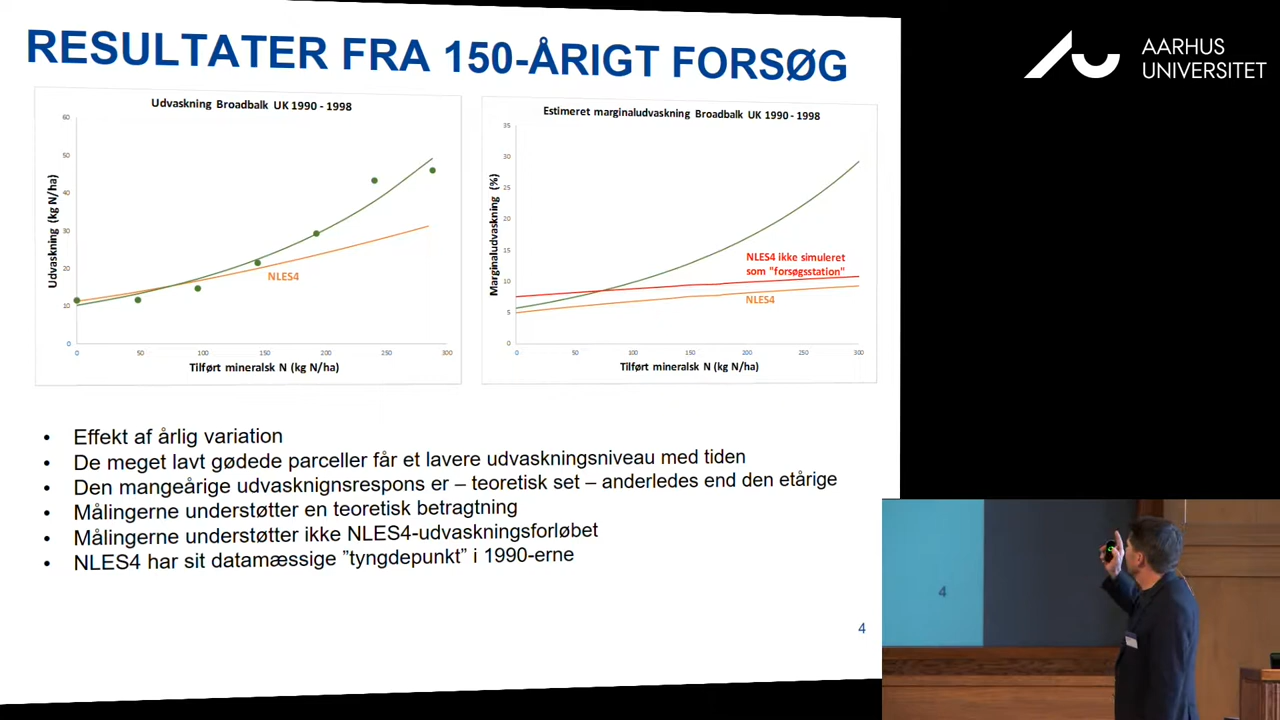 RESULTATER FRA 150-ÅRIGT FORSØG
AARHUS
UNIVERSITET
Udvaskning Broadbalk UK 1990 - 1998
60
50
40
30
20
10
0
Udvaskning (kg N/ha)
NLES4
0 50 100 150 200 250 300
Tilført mineralsk N (kg N/ha)
Estimeret marginaludvaskning Broadbalk UK 1990 - 1998
35
30
25
20
15
10
5
0
Marginaludvaskning (%)
NLES4 ikke simuleret
som "forsøgsstation"
NLES4
0 50 100 150 200 250 300
Tilført mineralsk N (kg N/ha)
• Effekt af årlig variation
• De meget lavt gødede parceller får et lavere udvaskningsniveau med tiden
• Den mangeårige udvasknignsrespons er – teoretisk set – anderledes end den etårige
• Målingerne understøtter en teoretisk betragtning
• Målingerne understøtter ikke NLES4-udvaskningsforløbet
• NLES4 har sit datamæssige ”tyngdepunkt” i 1990-erne
4
4